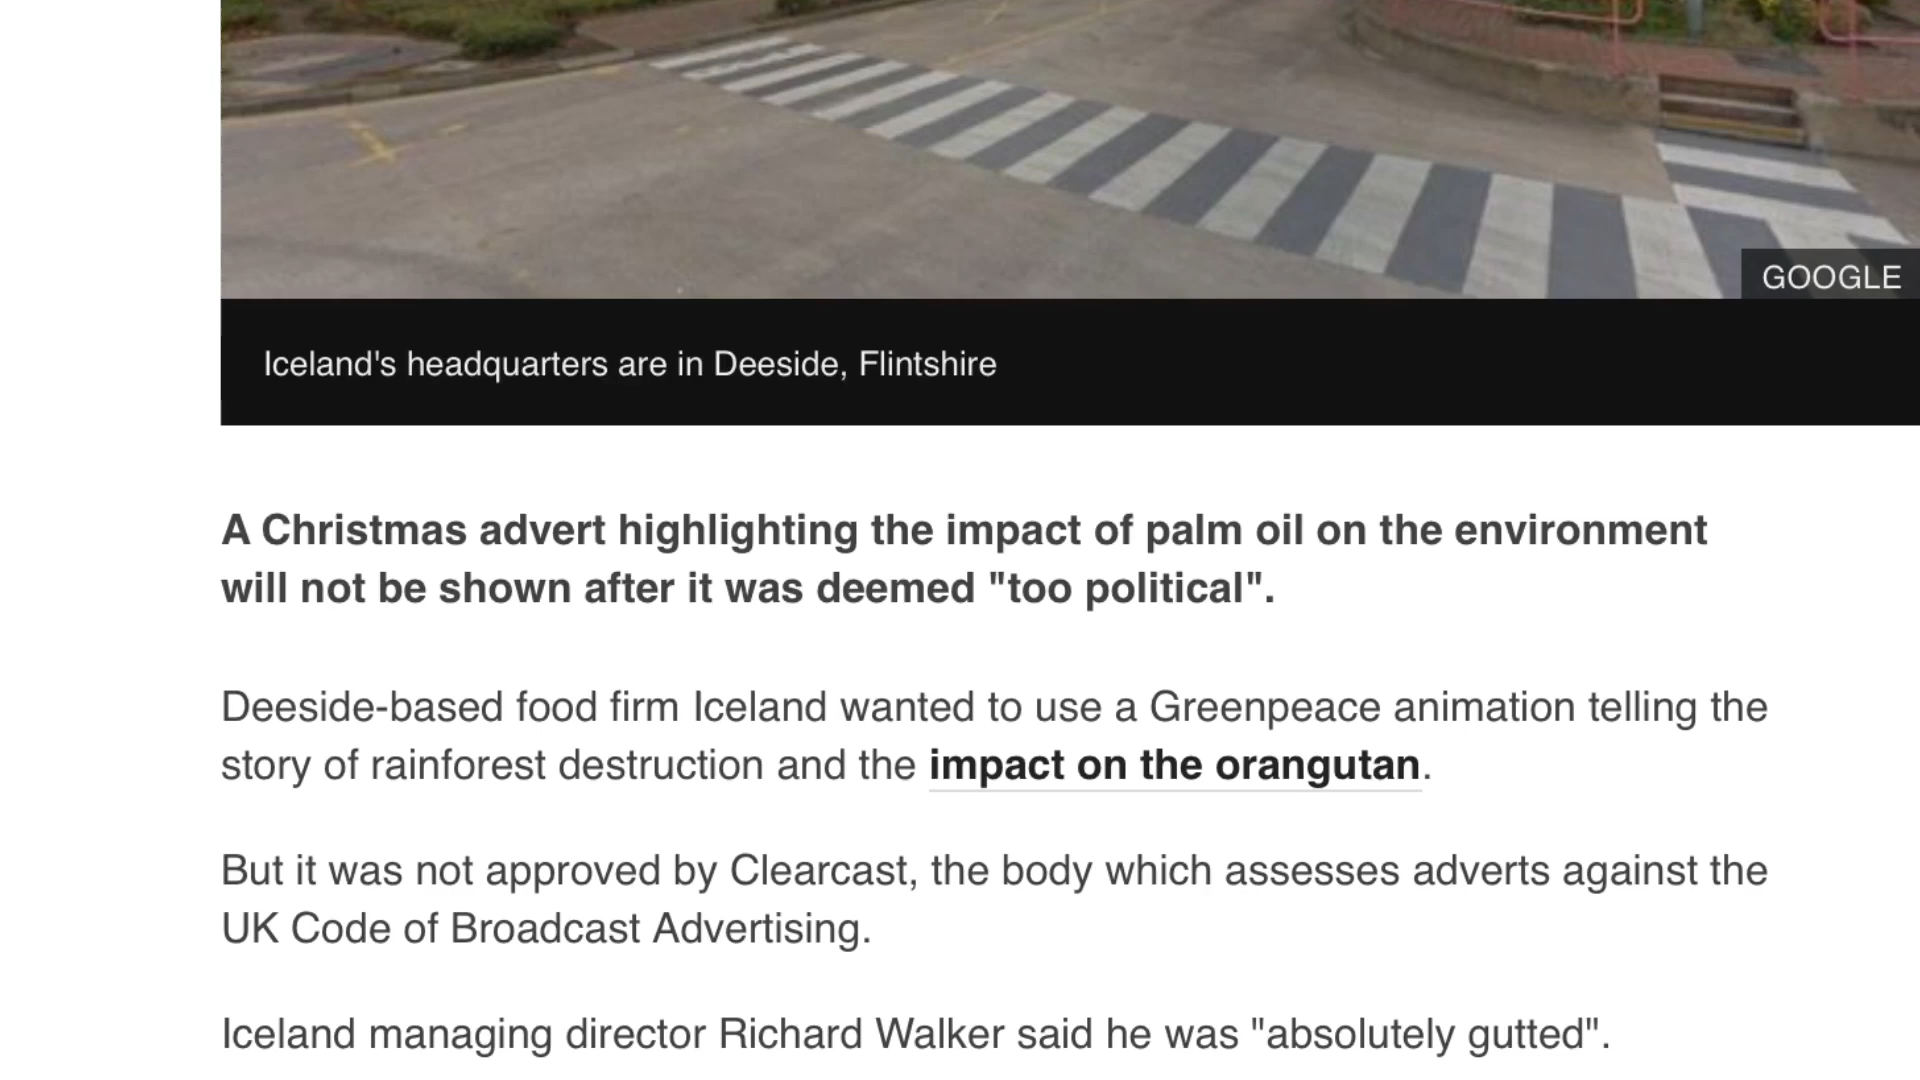 GOOGLE
Iceland's headquarters are in Deeside, Flintshire
A Christmas advert highlighting the impact of palm oil on the environment
will not be shown after it was deemed "too political".
Deeside-based food firm Iceland wanted to use a Greenpeace animation telling the
story of rainforest destruction and the impact on the orangutan.
But it was not approved by Clearcast, the body which assesses adverts against the
UK Code of Broadcast Advertising.
Iceland managing director Richard Walker said he was "absolutely gutted".